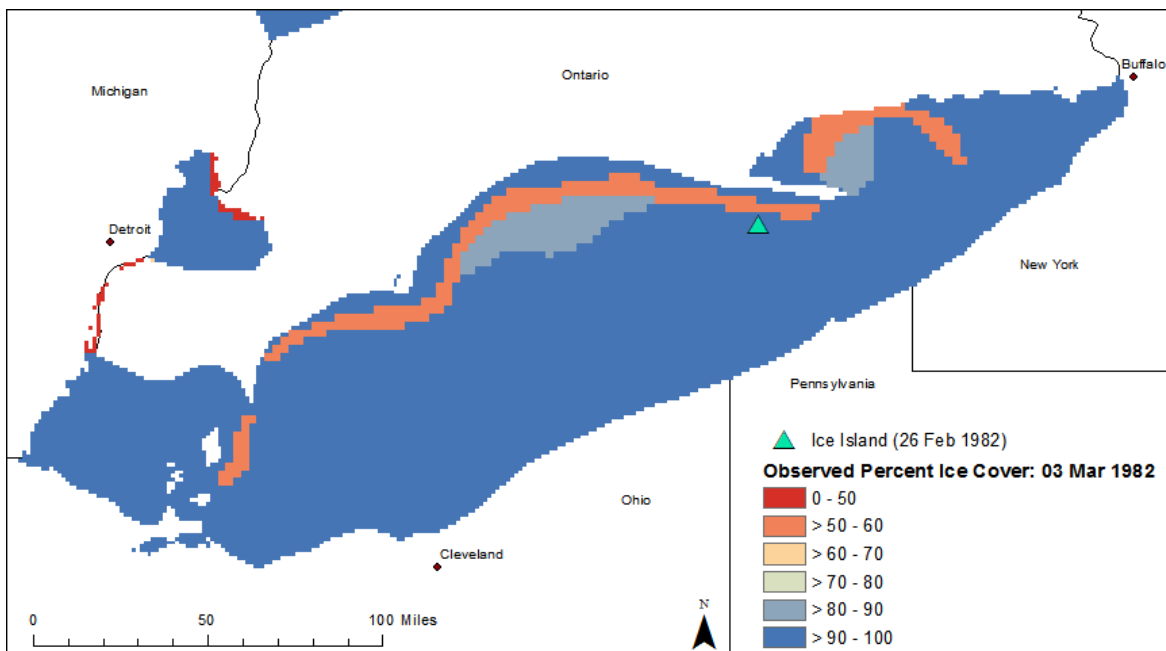 Buffalo
Ontario
Michigan
Detroit
New York
Pennsylvania
Ice Island (26 Feb 1982)
Observed Percent Ice Cover: 03 Mar 1982
0 - 50
> 50 - 60
> 60 - 70
> 70 - 80
> 80 - 90
> 90 - 100
Ohio
Cleveland
N
0 50 100 Miles